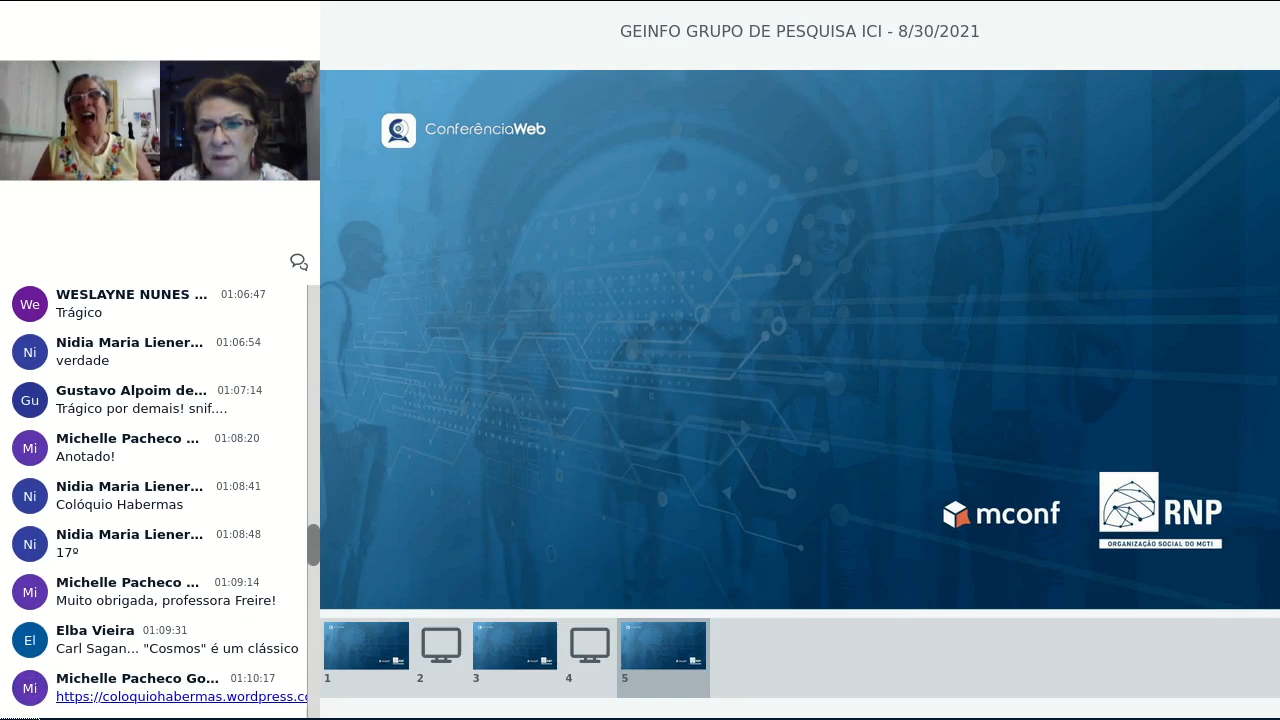 GEINFO GRUPO DE PESQUISA ICI - 8/30/2021
ConferênciaWeb
We
WESLAYNE NUNES ... 01:06:47
Trágico
Ni
Nidia Maria Liener... 01:06:54
verdade
Gu
Gustavo Alpoim de... 01:07:14
Trágico por demais! snif....
Mi
Michelle Pacheco ... 01:08:20
Anotado!
Ni
Nidia Maria Liener... 01:08:41
Colóquio Habermas
Ni
Nidia Maria Liener... 01:08:48
17º
Mi
Michelle Pacheco ... 01:09:14
Muito obrigada, professora Freire!
El
Elba Vieira 01:09:31
Carl Sagan... "Cosmos" é um clássico
Mi
Michelle Pacheco Go... 01:10:17
https://coloquiohabermas.wordpress.co
mconf
RNP
ORGANIZAÇÃO SOCIAL DO MCTI
1
2
3
4
5